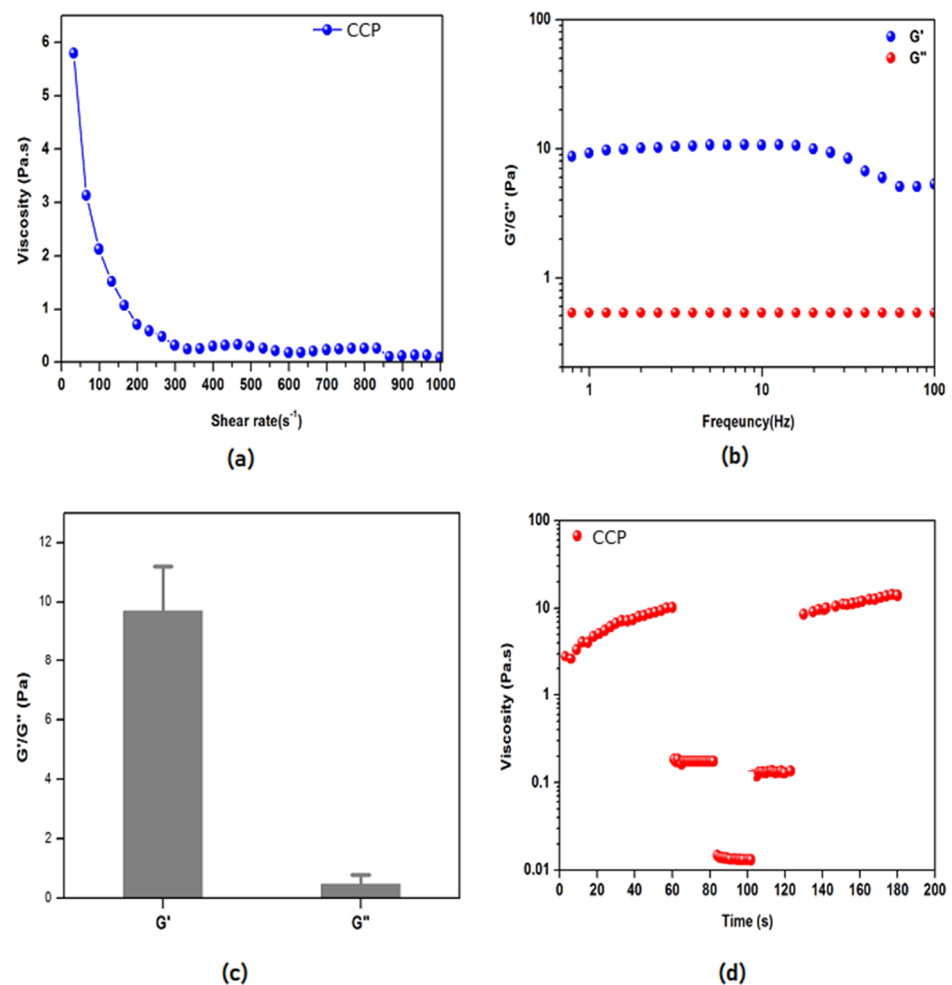 CCP
Viscosity (Pa.s)
6
5
4
3
2
1
0
0 100 200 300 400 500 600 700 800 900 1000
Shear rate(s-1)
(a)
G'
G"
G'/G" (Pa)
100
10
1
1 10 100
Freqeuncy(Hz)
(b)
G'/G" (Pa)
12
10
8
6
4
2
0
G' G"
(c)
CCP
Viscosity (Pa.s)
100
10
1
0.1
0.01
0 20 40 60 80 100 120 140 160 180 200
Time (s)
(d)